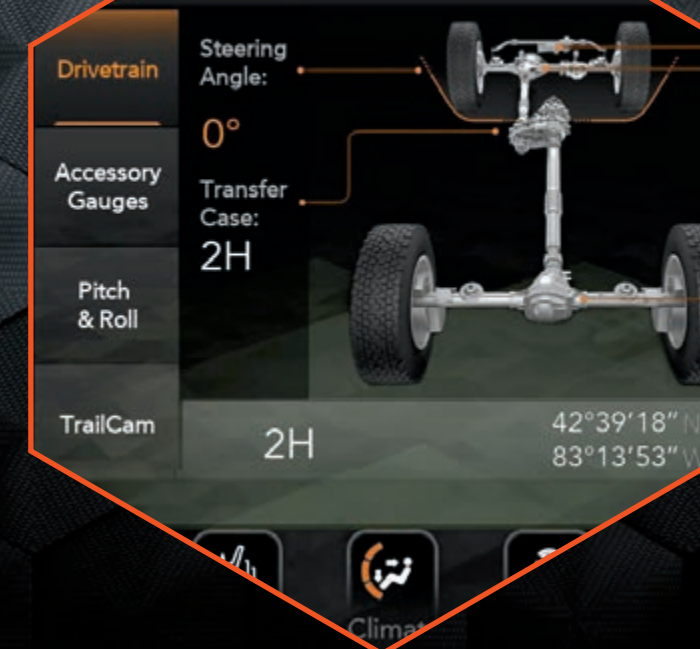 Drivetrain
Accessory
Gauges
Pitch
& Roll
TrailCam
Steering
Angle:
0°
Transfer
Case:
2H
2H
42°39'18" N
83°13'53" W